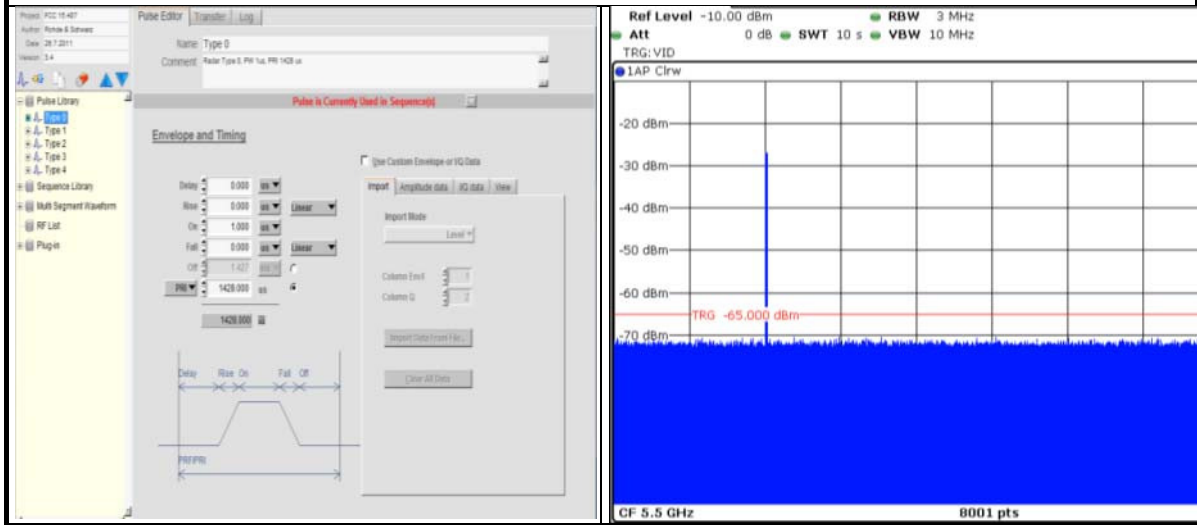 Project: FCC 15.407
Author: Rohde & Schwarz
Date 26.7.2011
Version 3.4
Pulse Library
Type 0
Type 1
Type 2
Type 3
Type 4
Sequence Library
Multi Segment Waveform
RF List
Plug-in
Pulse Editor Transfer Log
Name Type 0
Comment Radar Type 0, PW 1us, PRI 1428 us
Pulse is Currently Used in Sequence(s)
Envelope and Timing
Use Custom Envelope or I/Q Data
Delay 0.000 us
Rise 0.000 us Linear
On 1.000 us
Fall 0.000 us Linear
Off 1.427
PRI 1428.000 us
1428.000
Import Amplitude data I/Q data View
Import Mode
Level
Column Env/I 1
Column Q 2
Import Data From File...
Clear All Data
Delay Rise On Fall Off
PRF/PRI
Ref Level -10.00 dBm RBW 3 MHz
Att 0 dB SWT 10 s VBW 10 MHz
TRG: VID
1AP Clrw
-20 dBm
-30 dBm
-40 dBm
-50 dBm
-60 dBm
TRG -65.000 dBm
-70 dBm
CF 5.5 GHz 8001 pts